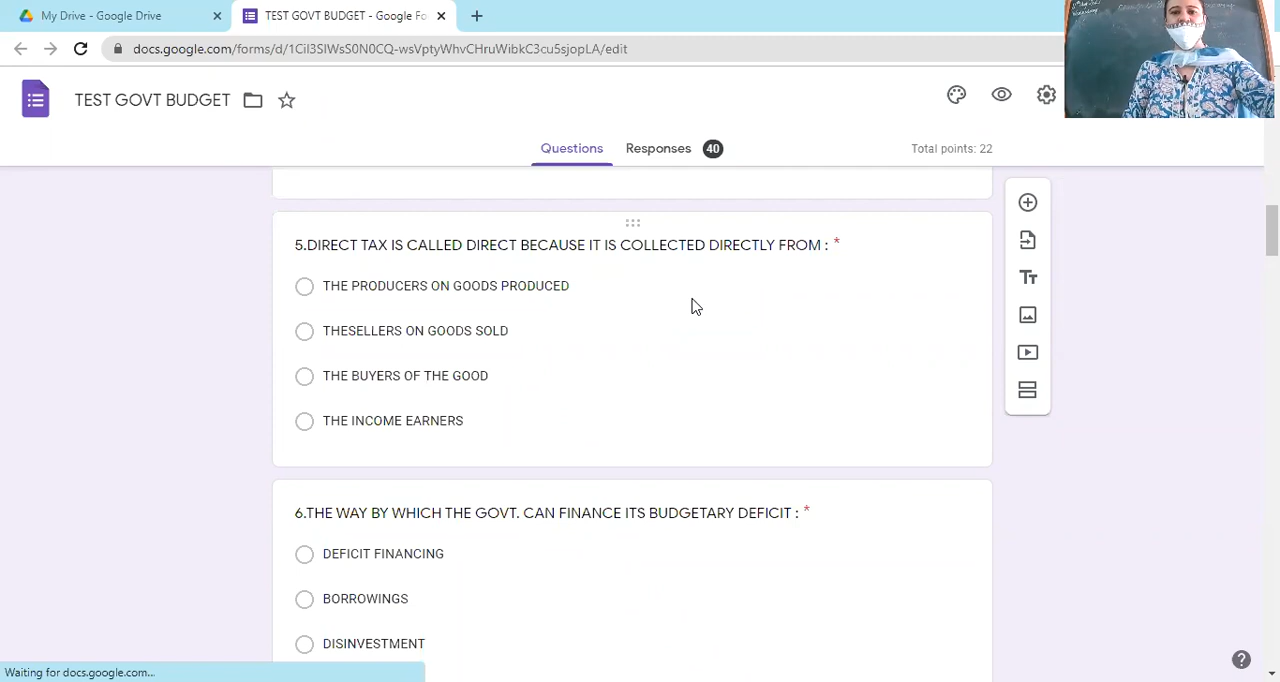 My Drive - Google Drive
TEST GOVT BUDGET - Google Fo
docs.google.com/forms/d/1Cil3SIWsS0N0CQ-wsVptyWhvCHruWibkC3cu5sjopLA/edit
TEST GOVT BUDGET
Questions
Responses 40
Total points: 22
5.DIRECT TAX IS CALLED DIRECT BECAUSE IT IS COLLECTED DIRECTLY FROM : *
THE PRODUCERS ON GOODS PRODUCED
THESELLERS ON GOODS SOLD
THE BUYERS OF THE GOOD
THE INCOME EARNERS
6.THE WAY BY WHICH THE GOVT. CAN FINANCE ITS BUDGETARY DEFICIT : *
DEFICIT FINANCING
BORROWINGS
DISINVESTMENT
Waiting for docs.google.com...